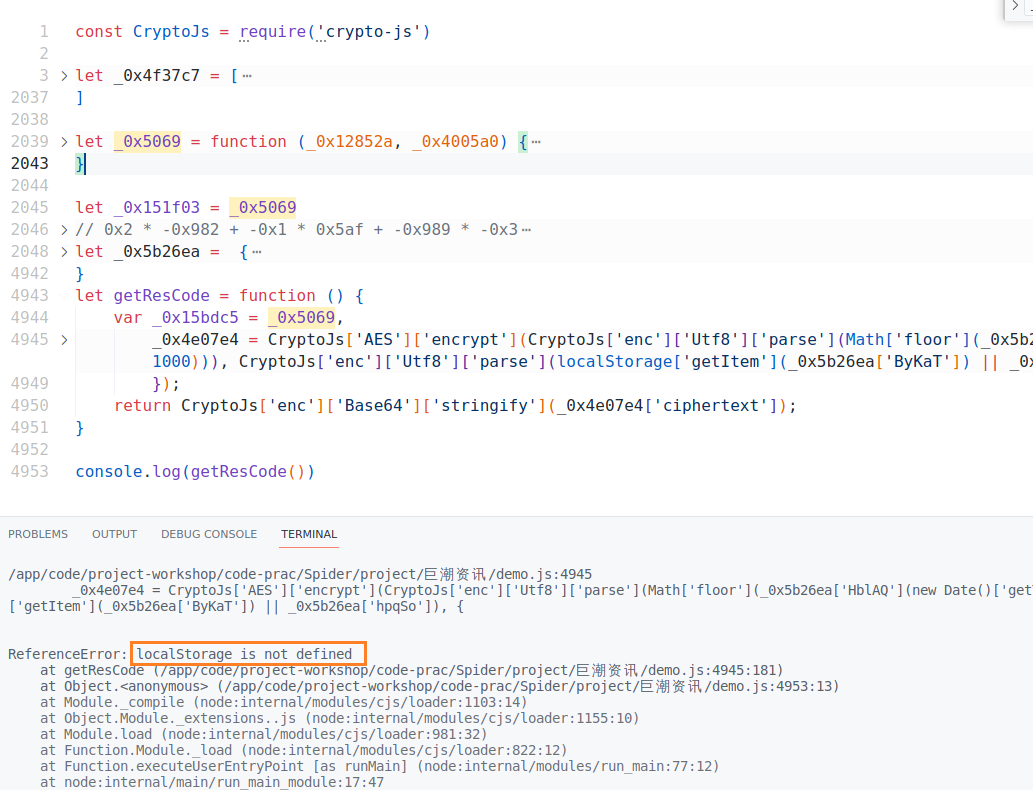 1 const CryptoJs = require('crypto-js')
2
3 > let _0x4f37c7 = [ ⋯
2037 ]
2038
2039 > let _0x5069 = function (_0x12852a, _0x4005a0) { ⋯
2043 }
2044
2045 let _0x151f03 = _0x5069
2046 > // 0x2 * -0x982 + -0x1 * 0x5af + -0x989 * -0x3 ⋯
2048 > let _0x5b26ea =  { ⋯
4942 }
4943 let getResCode = function () {
4944 var _0x15bdc5 = _0x5069,
4945 > _0x4e07e4 = CryptoJs['AES']['encrypt'](CryptoJs['enc']['Utf8']['parse'](Math['floor'](_0x5b2
1000))), CryptoJs['enc']['Utf8']['parse'](localStorage['getItem'](_0x5b26ea['ByKaT']) || _0x
4949 });
4950 return CryptoJs['enc']['Base64']['stringify'](_0x4e07e4['ciphertext']);
4951 }
4952
4953 console.log(getResCode())
PROBLEMS OUTPUT DEBUG CONSOLE TERMINAL
/app/code/project-workshop/code-prac/Spider/project/巨潮资讯/demo.js:4945
_0x4e07e4 = CryptoJs['AES']['encrypt'](CryptoJs['enc']['Utf8']['parse'](Math['floor'](_0x5b26ea['HblAQ'](new Date()['get
['getItem'](_0x5b26ea['ByKaT']) || _0x5b26ea['hpqSo']), {
ReferenceError: localStorage is not defined
at getResCode (/app/code/project-workshop/code-prac/Spider/project/巨潮资讯/demo.js:4945:181)
at Object.<anonymous> (/app/code/project-workshop/code-prac/Spider/project/巨潮资讯/demo.js:4953:13)
at Module._compile (node:internal/modules/cjs/loader:1103:14)
at Object.Module._extensions..js (node:internal/modules/cjs/loader:1155:10)
at Module.load (node:internal/modules/cjs/loader:981:32)
at Function.Module._load (node:internal/modules/cjs/loader:822:12)
at Function.executeUserEntryPoint [as runMain] (node:internal/modules/run_main:77:12)
at node:internal/main/run_main_module:17:47